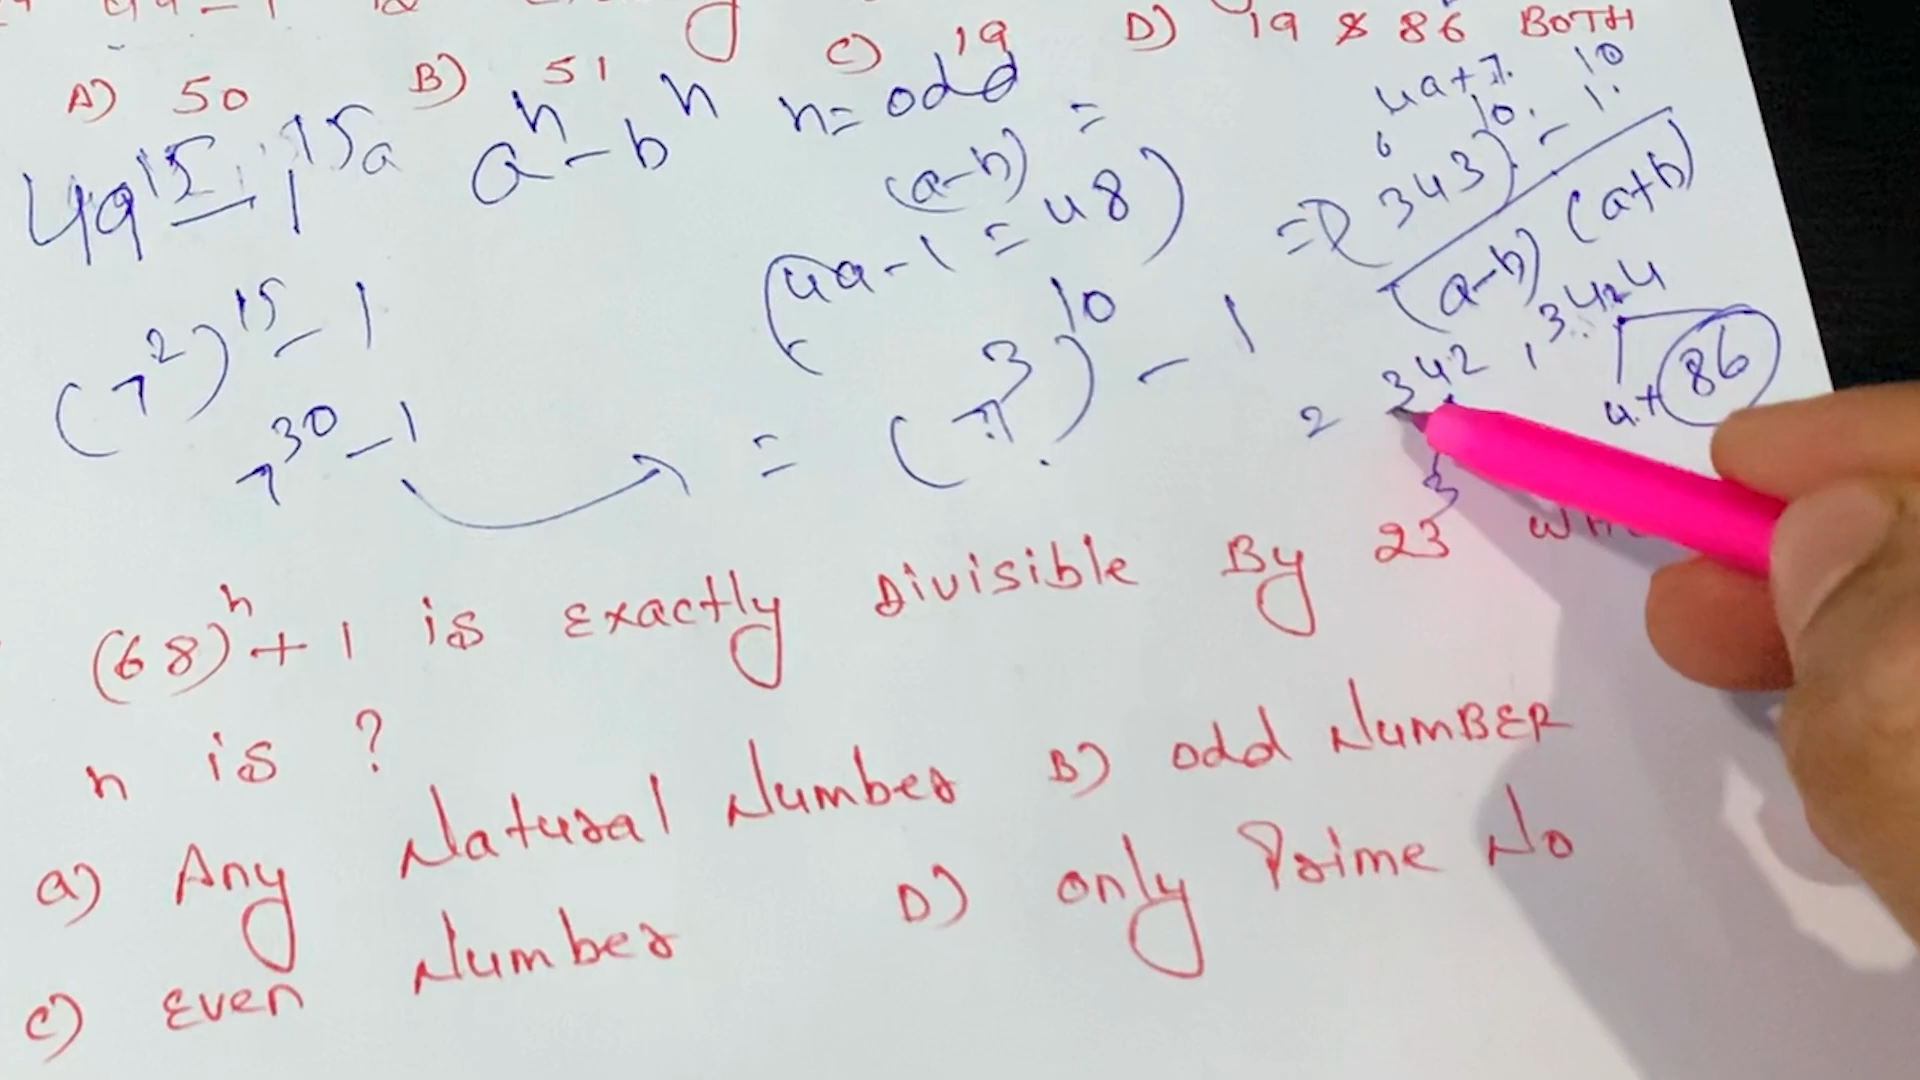 A) 50 B) 51 C) 19 D) 19 & 86 BOTH
49^15 - 1^15
a^n - b^n n = odd
(a-b) =
(49-1 = 48)
(7^2)^15 - 1
7^30 - 1
= (7^3)^10 - 1
=> (343)^10 - 1^10
(a-b) (a+b)
= 342 , 344
4 × 86
3
(68)^n + 1 is Exactly Divisible By 23
n is ?
a) Any Natural Number B) odd NumBER
c) Even Number D) only Prime No